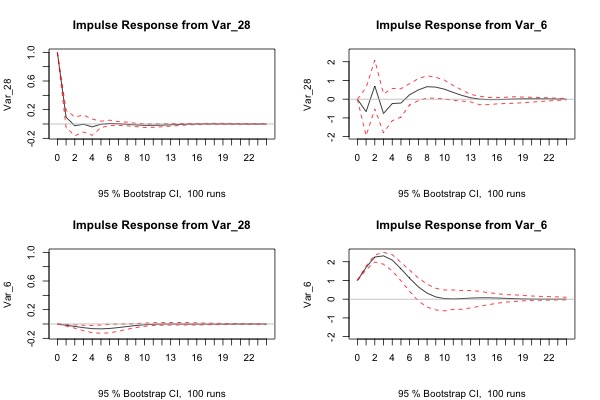 Impulse Response from Var_28
Var_28
-0.2 0.2 0.6 1.0
0 2 4 6 8 10 13 16 19 22
95 % Bootstrap CI,  100 runs
Impulse Response from Var_6
Var_28
-2 -1 0 1 2
0 2 4 6 8 10 13 16 19 22
95 % Bootstrap CI,  100 runs
Impulse Response from Var_28
Var_6
-0.2 0.2 0.6 1.0
0 2 4 6 8 10 13 16 19 22
95 % Bootstrap CI,  100 runs
Impulse Response from Var_6
Var_6
-2 -1 0 1 2
0 2 4 6 8 10 13 16 19 22
95 % Bootstrap CI,  100 runs